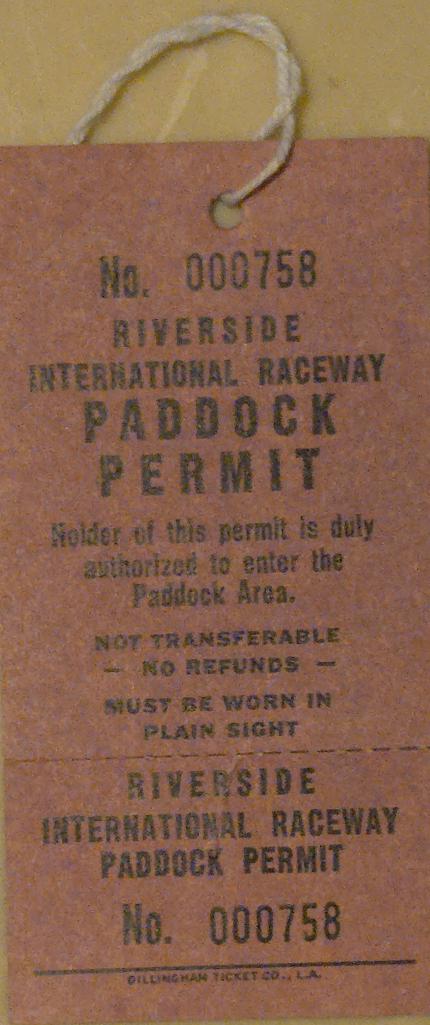 No. 000758
RIVERSIDE
INTERNATIONAL RACEWAY
PADDOCK
PERMIT
Holder of this permit is duly
authorized to enter the
Paddock Area.
NOT TRANSFERABLE
— NO REFUNDS —
MUST BE WORN IN
PLAIN SIGHT
RIVERSIDE
INTERNATIONAL RACEWAY
PADDOCK PERMIT
No. 000758
DILLINGHAM TICKET CO., L.A.